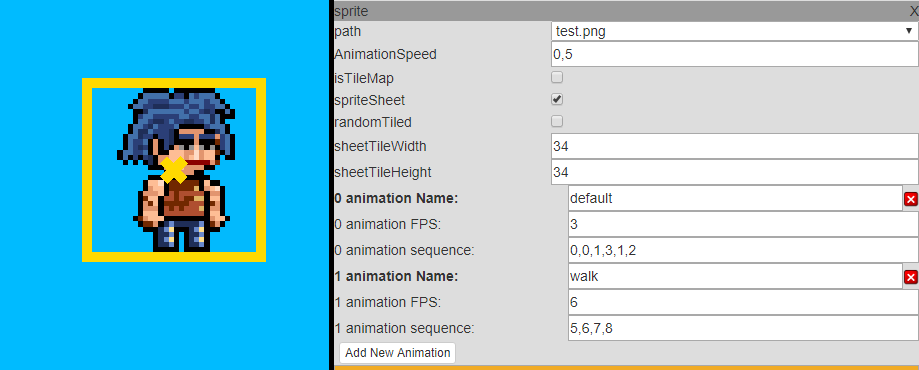 sprite X
path test.png
AnimationSpeed 0,5
isTileMap
spriteSheet
randomTiled
sheetTileWidth 34
sheetTileHeight 34
0 animation Name: default
0 animation FPS: 3
0 animation sequence: 0,0,1,3,1,2
1 animation Name: walk
1 animation FPS: 6
1 animation sequence: 5,6,7,8
Add New Animation